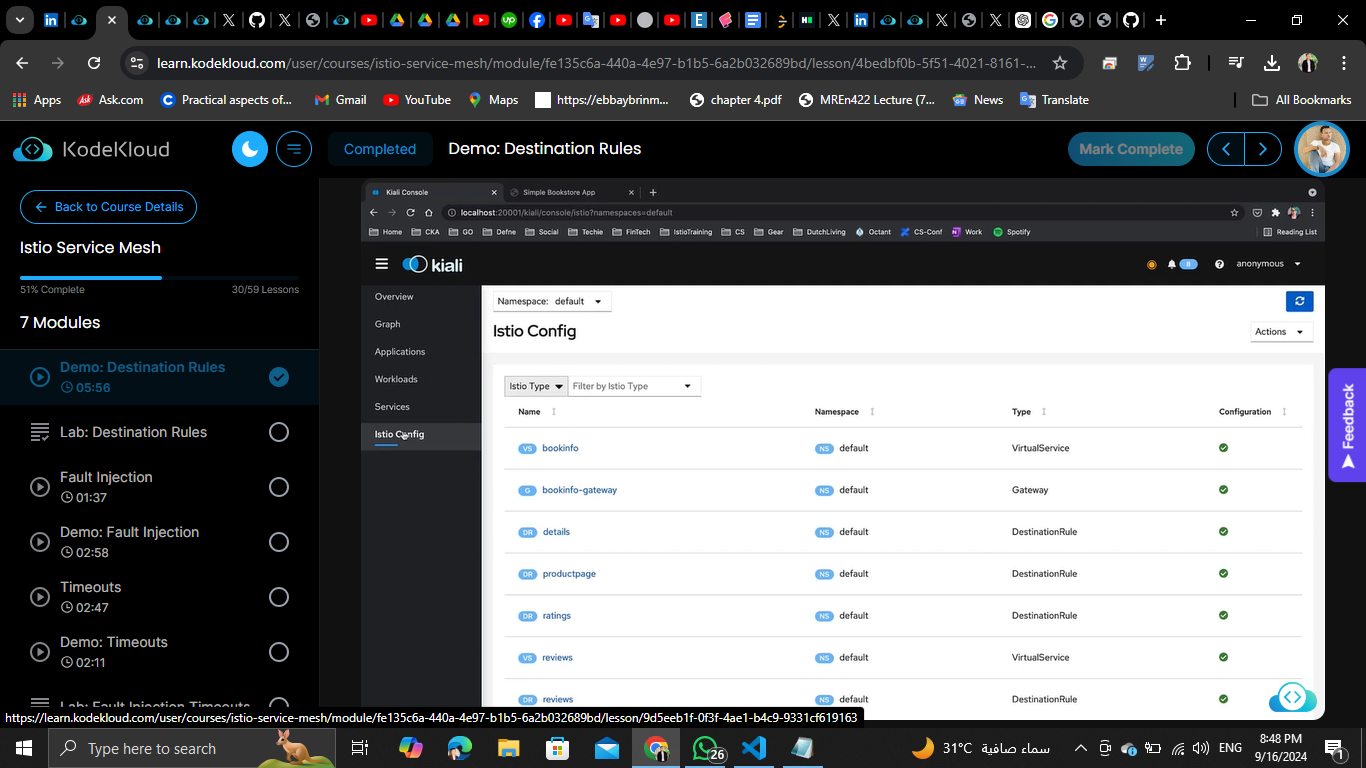 learn.kodekloud.com/user/courses/istio-service-mesh/module/fe135c6a-440a-4e97-b1b5-6a2b032689bd/lesson/4bedbf0b-5f51-4021-8161-...
Apps
Ask.com
Practical aspects of...
Gmail
YouTube
Maps
https://ebbaybrinm...
chapter 4.pdf
MREn422 Lecture (7...
News
Translate
All Bookmarks
KodeKloud
Completed
Demo: Destination Rules
Mark Complete
Back to Course Details
Istio Service Mesh
51% Complete
30/59 Lessons
7 Modules
Demo: Destination Rules
05:56
Lab: Destination Rules
Fault Injection
01:37
Demo: Fault Injection
02:58
Timeouts
02:47
Demo: Timeouts
02:11
Lab: Fault Injection Timeouts
Kiali Console
Simple Bookstore App
localhost:20001/kiali/console/istio?namespaces=default
Home
CKA
GO
Defne
Social
Techie
FinTech
IstioTraining
CS
Gear
DutchLiving
Octant
CS-Conf
Work
Spotify
Reading List
kiali
6
anonymous
Overview
Graph
Applications
Workloads
Services
Istio Config
Namespace: default
Istio Config
Actions
Istio Type
Filter by Istio Type
Name
Namespace
Type
Configuration
VS bookinfo NS default VirtualService
G bookinfo-gateway NS default Gateway
DR details NS default DestinationRule
DR productpage NS default DestinationRule
DR ratings NS default DestinationRule
VS reviews NS default VirtualService
DR reviews NS default DestinationRule
Feedback
https://learn.kodekloud.com/user/courses/istio-service-mesh/module/fe135c6a-440a-4e97-b1b5-6a2b032689bd/lesson/9d5eeb1f-0f3f-4ae1-b4c9-9331cf619163
Type here to search
26
31°C سماء صافية
ENG
8:48 PM
9/16/2024
1